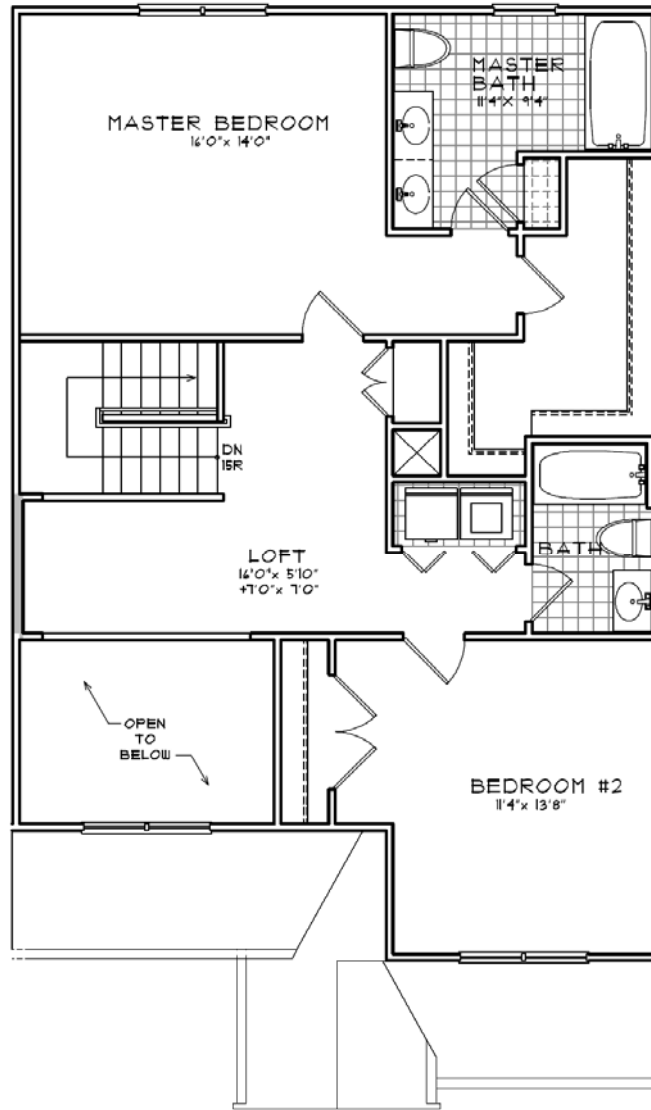 MASTER
BATH
11'4"X 9'4"
MASTER BEDROOM
16'0"x 14'0"
DN
15R
LOFT
16'0"x 5'10"
+7'0"x 7'0"
BATH
OPEN
TO
BELOW
BEDROOM #2
11'4"x 13'8"